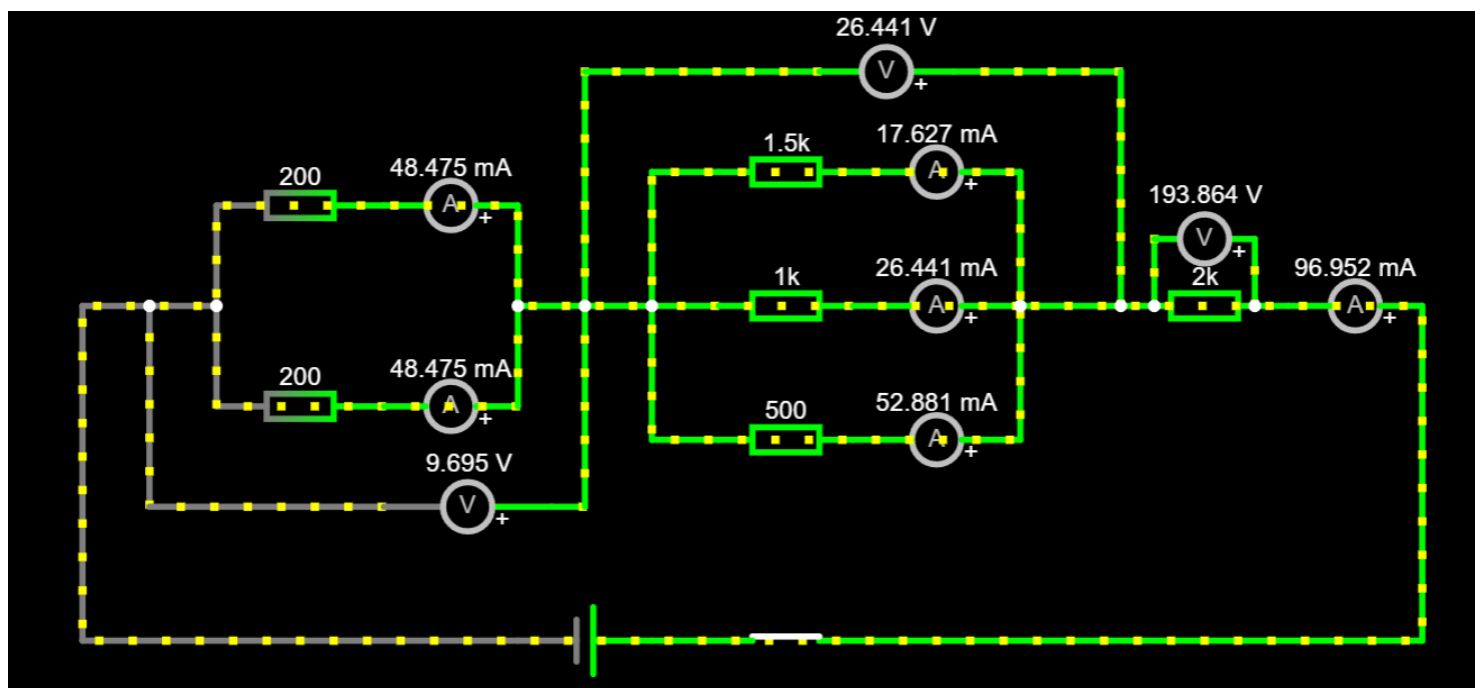 26.441 V
V
+
1.5k
17.627 mA
A
+
200
48.475 mA
A
+
193.864 V
V
+
1k
26.441 mA
A
+
2k
96.952 mA
A
+
200
48.475 mA
A
+
500
52.881 mA
A
+
9.695 V
V
+